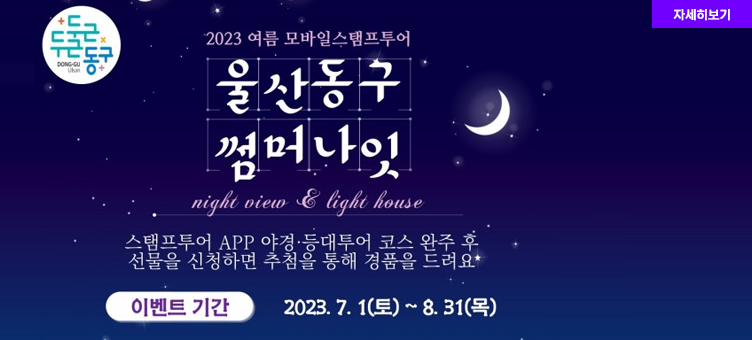 자세히보기
두둥근
두근
동구
DONG-GU
Ulsan
2023 여름 모바일스탬프투어
울산동구
썸머나잇
night view & light house
스탬프투어 APP 야경·등대투어 코스 완주 후
선물을 신청하면 추첨을 통해 경품을 드려요
이벤트 기간
2023. 7. 1(토) ~ 8. 31(목)